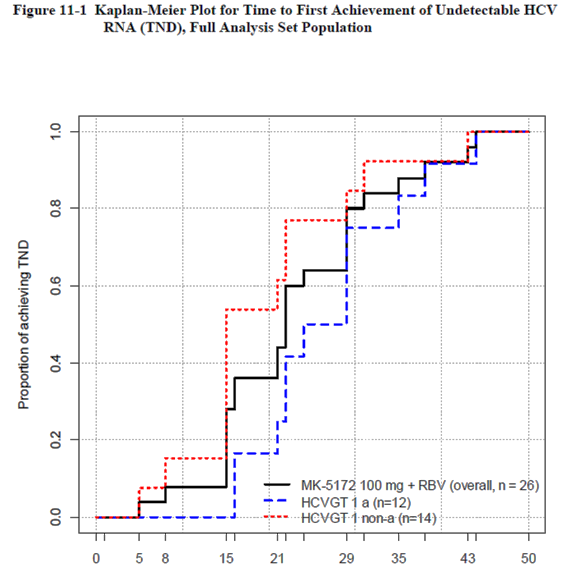 Figure 11-1 Kaplan-Meier Plot for Time to First Achievement of Undetectable HCV
RNA (TND), Full Analysis Set Population
1.0
0.8
0.6
0.4
0.2
0.0
Proportion of achieving TND
MK-5172 100 mg + RBV (overall, n = 26)
HCVGT 1 a (n=12)
HCVGT 1 non-a (n=14)
0 5 8 15 21 29 35 43 50